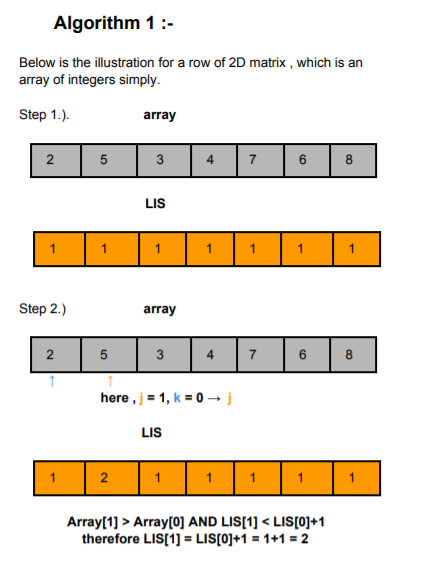 Algorithm 1 :-
Below is the illustration for a row of 2D matrix , which is an
array of integers simply.
Step 1.). array
2 5 3 4 7 6 8
LIS
1 1 1 1 1 1 1
Step 2.) array
2 5 3 4 7 6 8
↑ ↑
here , j = 1, k = 0 → j
LIS
1 2 1 1 1 1 1
Array[1] > Array[0] AND LIS[1] < LIS[0]+1
therefore LIS[1] = LIS[0]+1 = 1+1 = 2